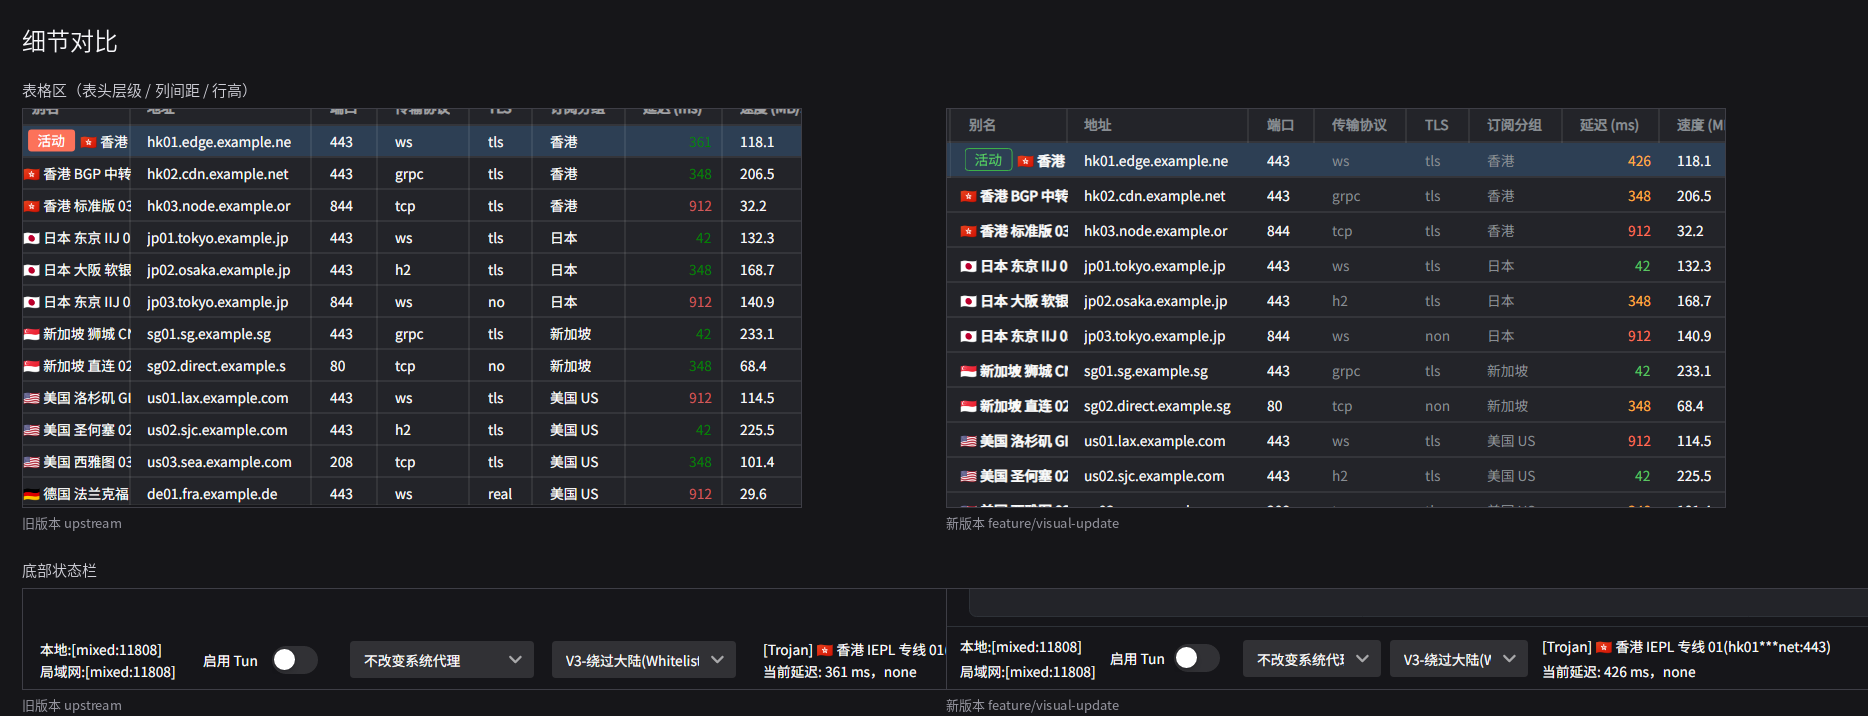 细节对比
表格区（表头层级 / 列间距 / 行高）
别名 地址 端口 传输协议 TLS 订阅分组 延迟 (ms) 速度 (MB/
活动 香港 hk01.edge.example.ne 443 ws tls 香港 361 118.1
香港 BGP 中转 hk02.cdn.example.net 443 grpc tls 香港 348 206.5
香港 标准版 03 hk03.node.example.or 844 tcp tls 香港 912 32.2
日本 东京 IIJ 0 jp01.tokyo.example.jp 443 ws tls 日本 42 132.3
日本 大阪 软银 jp02.osaka.example.jp 443 h2 tls 日本 348 168.7
日本 东京 IIJ 0 jp03.tokyo.example.jp 844 ws no 日本 912 140.9
新加坡 狮城 CN sg01.sg.example.sg 443 grpc tls 新加坡 42 233.1
新加坡 直连 02 sg02.direct.example.s 80 tcp no 新加坡 348 68.4
美国 洛杉矶 GI us01.lax.example.com 443 ws tls 美国 US 912 114.5
美国 圣何塞 02 us02.sjc.example.com 443 h2 tls 美国 US 42 225.5
美国 西雅图 03 us03.sea.example.com 208 tcp tls 美国 US 348 101.4
德国 法兰克福 de01.fra.example.de 443 ws real 美国 US 912 29.6
旧版本 upstream
别名 地址 端口 传输协议 TLS 订阅分组 延迟 (ms) 速度 (M
活动 香港 hk01.edge.example.ne 443 ws tls 香港 426 118.1
香港 BGP 中转 hk02.cdn.example.net 443 grpc tls 香港 348 206.5
香港 标准版 03 hk03.node.example.or 844 tcp tls 香港 912 32.2
日本 东京 IIJ 0 jp01.tokyo.example.jp 443 ws tls 日本 42 132.3
日本 大阪 软银 jp02.osaka.example.jp 443 h2 tls 日本 348 168.7
日本 东京 IIJ 0 jp03.tokyo.example.jp 844 ws non 日本 912 140.9
新加坡 狮城 CN sg01.sg.example.sg 443 grpc tls 新加坡 42 233.1
新加坡 直连 02 sg02.direct.example.sg 80 tcp non 新加坡 348 68.4
美国 洛杉矶 GI us01.lax.example.com 443 ws tls 美国 US 912 114.5
美国 圣何塞 02 us02.sjc.example.com 443 h2 tls 美国 US 42 225.5
新版本 feature/visual-update
底部状态栏
本地:[mixed:11808]
局域网:[mixed:11808]
启用 Tun
不改变系统代理
V3-绕过大陆(Whitelist
[Trojan] 香港 IEPL 专线 01(
当前延迟: 361 ms，none
旧版本 upstream
本地:[mixed:11808]
局域网:[mixed:11808]
启用 Tun
不改变系统代理
V3-绕过大陆(W
[Trojan] 香港 IEPL 专线 01(hk01***net:443)
当前延迟: 426 ms，none
新版本 feature/visual-update